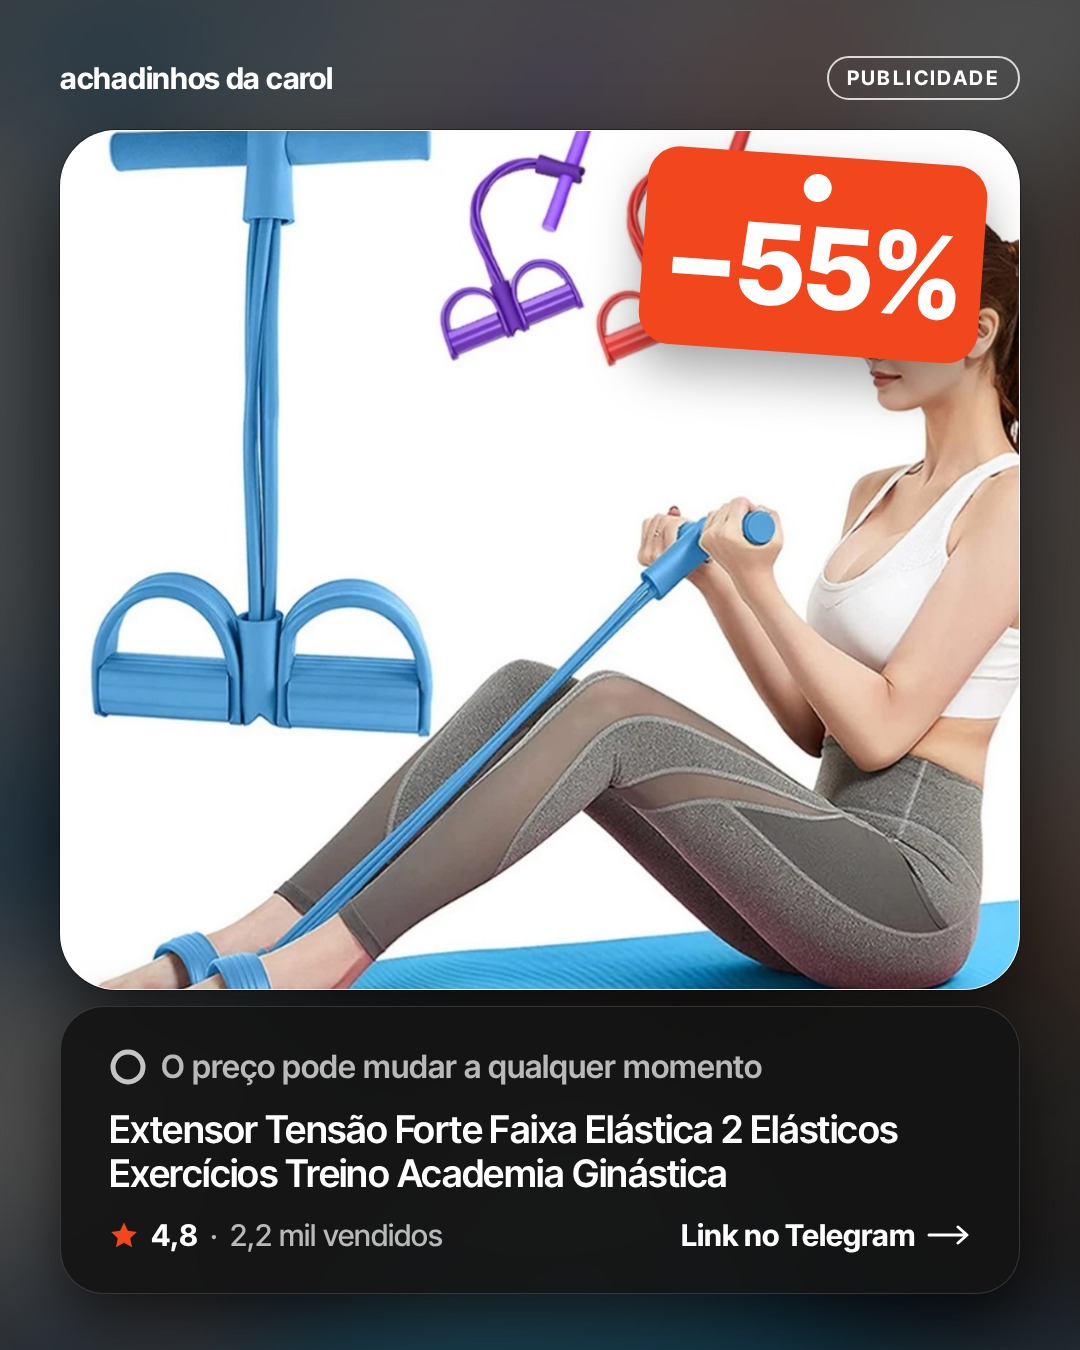 achadinhos da carol
PUBLICIDADE
-55%
O preço pode mudar a qualquer momento
Extensor Tensão Forte Faixa Elástica 2 Elásticos
Exercícios Treino Academia Ginástica
4,8 · 2,2 mil vendidos
Link no Telegram →